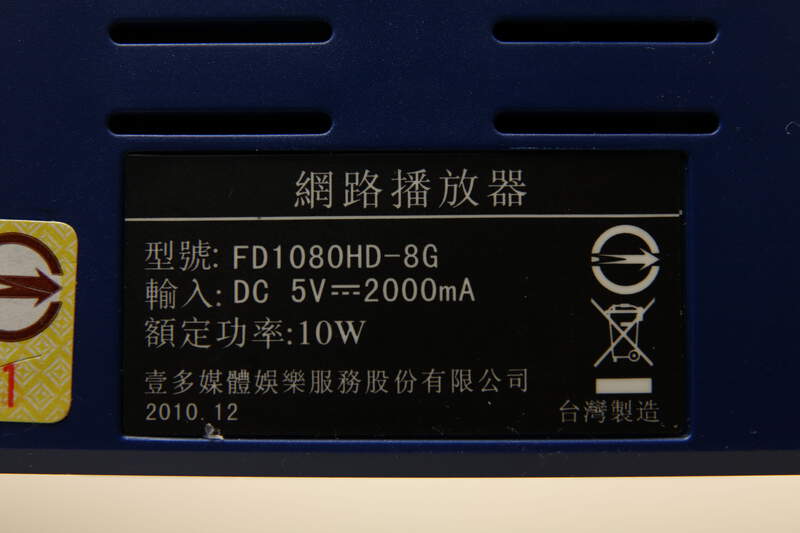 網路播放器
型號: FD1080HD-8G
輸入: DC 5V⎓2000mA
額定功率:10W
壹多媒體娛樂服務股份有限公司
2010.12
台灣製造
1